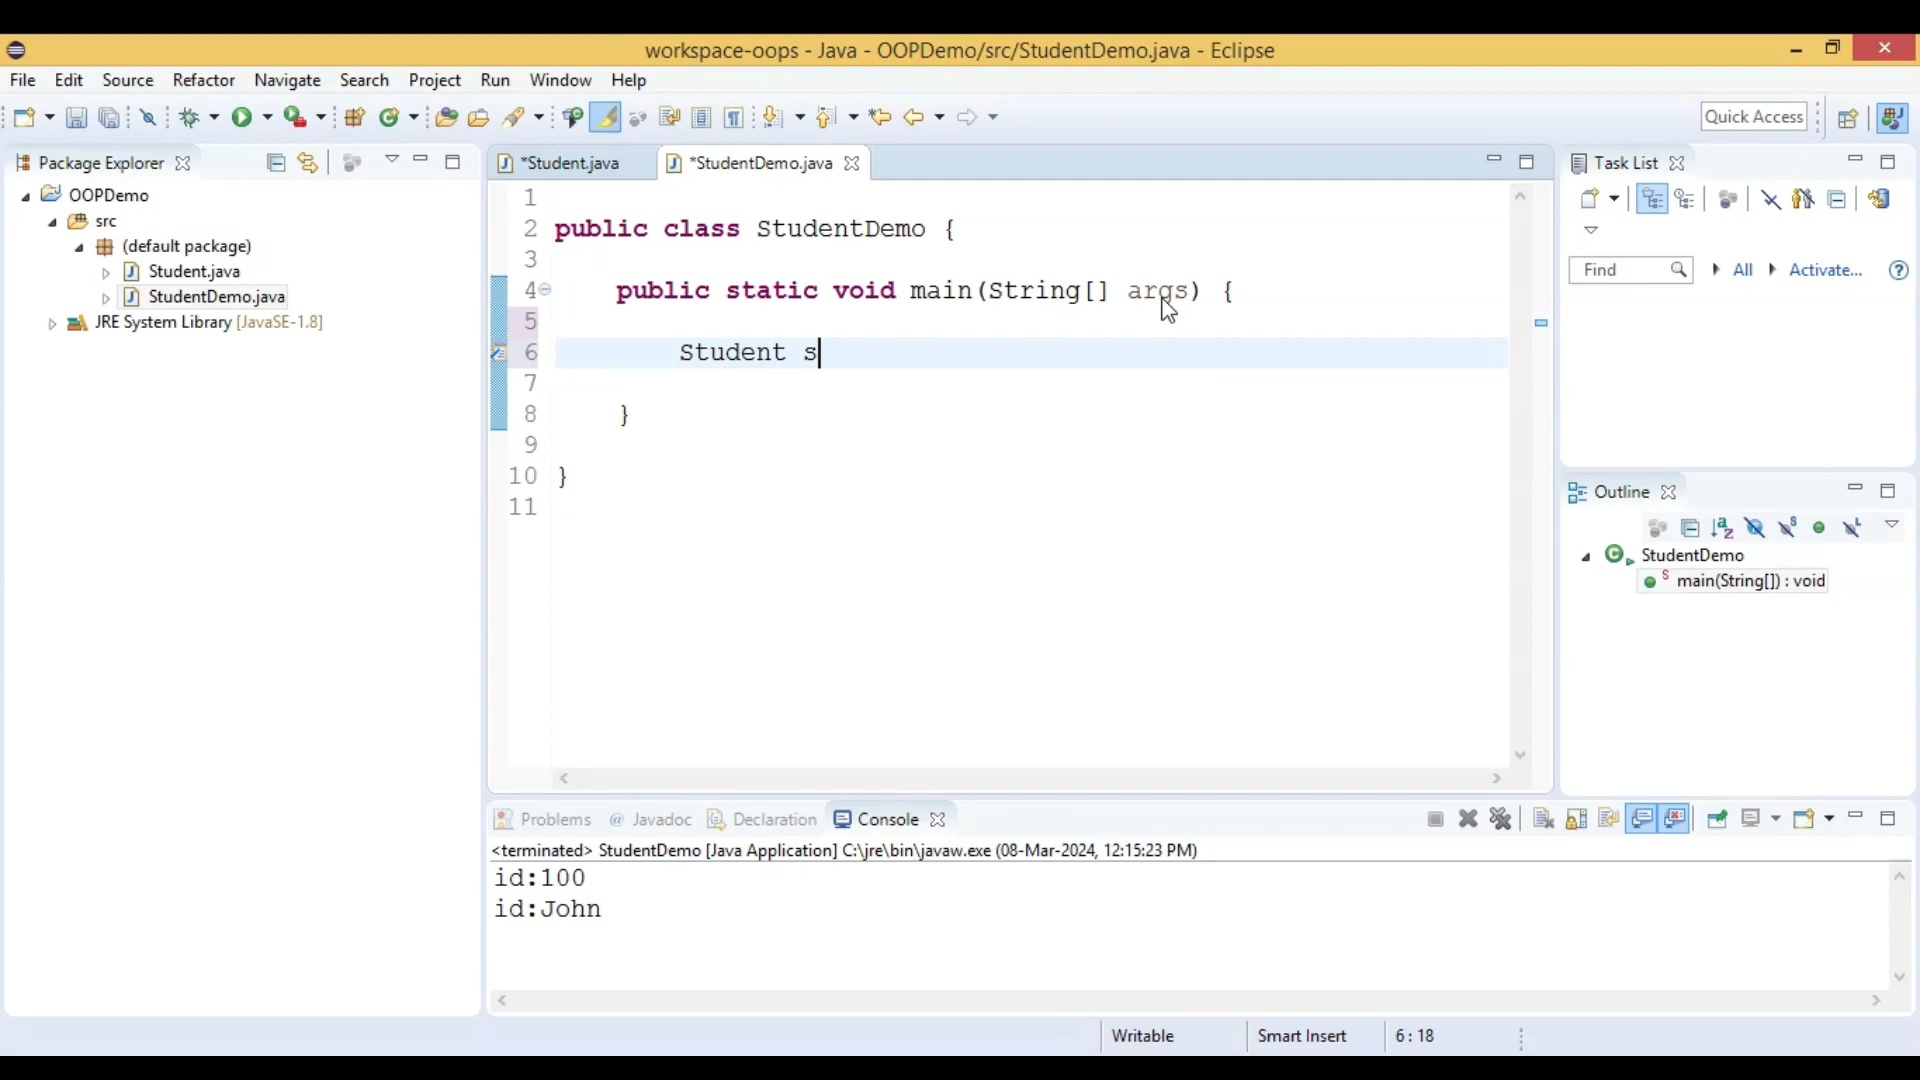 workspace-oops - Java - OOPDemo/src/StudentDemo.java - Eclipse
File Edit Source Refactor Navigate Search Project Run Window Help
Quick Access
Package Explorer
OOPDemo
src
(default package)
Student.java
StudentDemo.java
JRE System Library [JavaSE-1.8]
*Student.java *StudentDemo.java
1
2 public class StudentDemo {
3
4 public static void main(String[] args) {
5
6 Student s
7
8 }
9
10 }
11
Task List
Find All Activate...
Outline
StudentDemo
main(String[]) : void
Problems @ Javadoc Declaration Console
<terminated> StudentDemo [Java Application] C:\jre\bin\javaw.exe (08-Mar-2024, 12:15:23 PM)
id:100
id:John
Writable Smart Insert 6 : 18